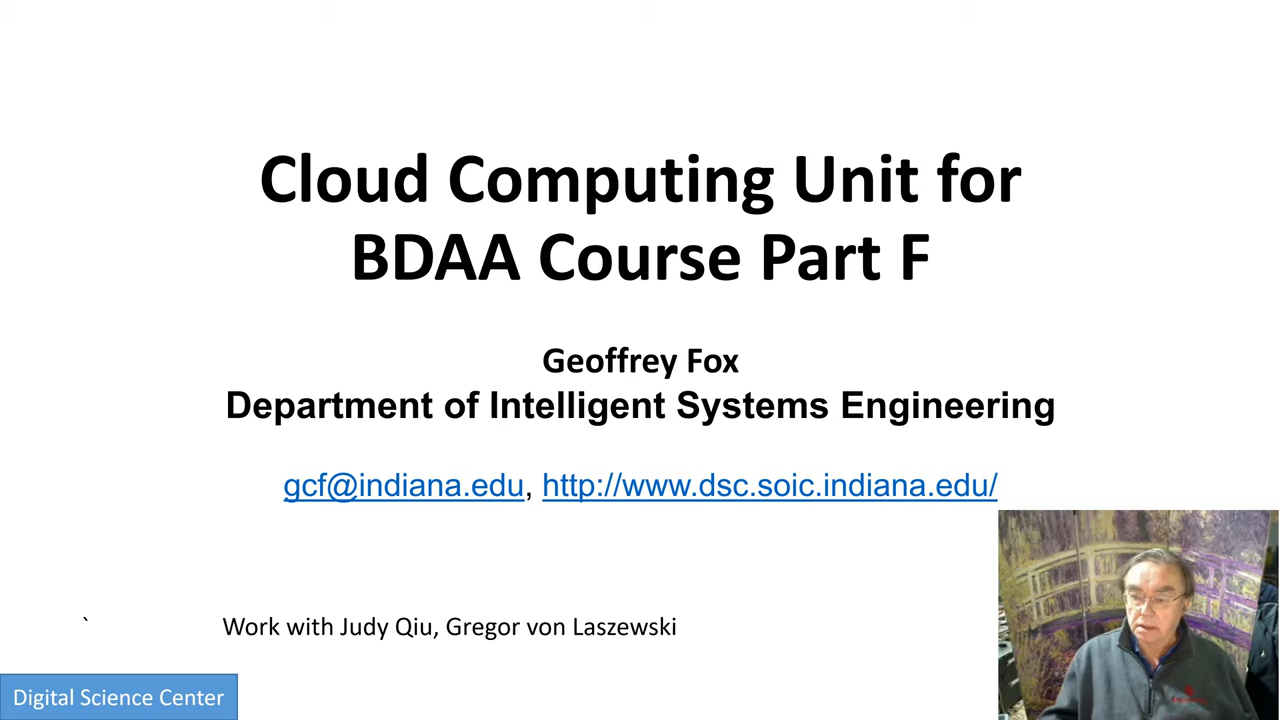 Cloud Computing Unit for
BDAA Course Part F
Geoffrey Fox
Department of Intelligent Systems Engineering
gcf@indiana.edu, http://www.dsc.soic.indiana.edu/
` Work with Judy Qiu, Gregor von Laszewski
Digital Science Center